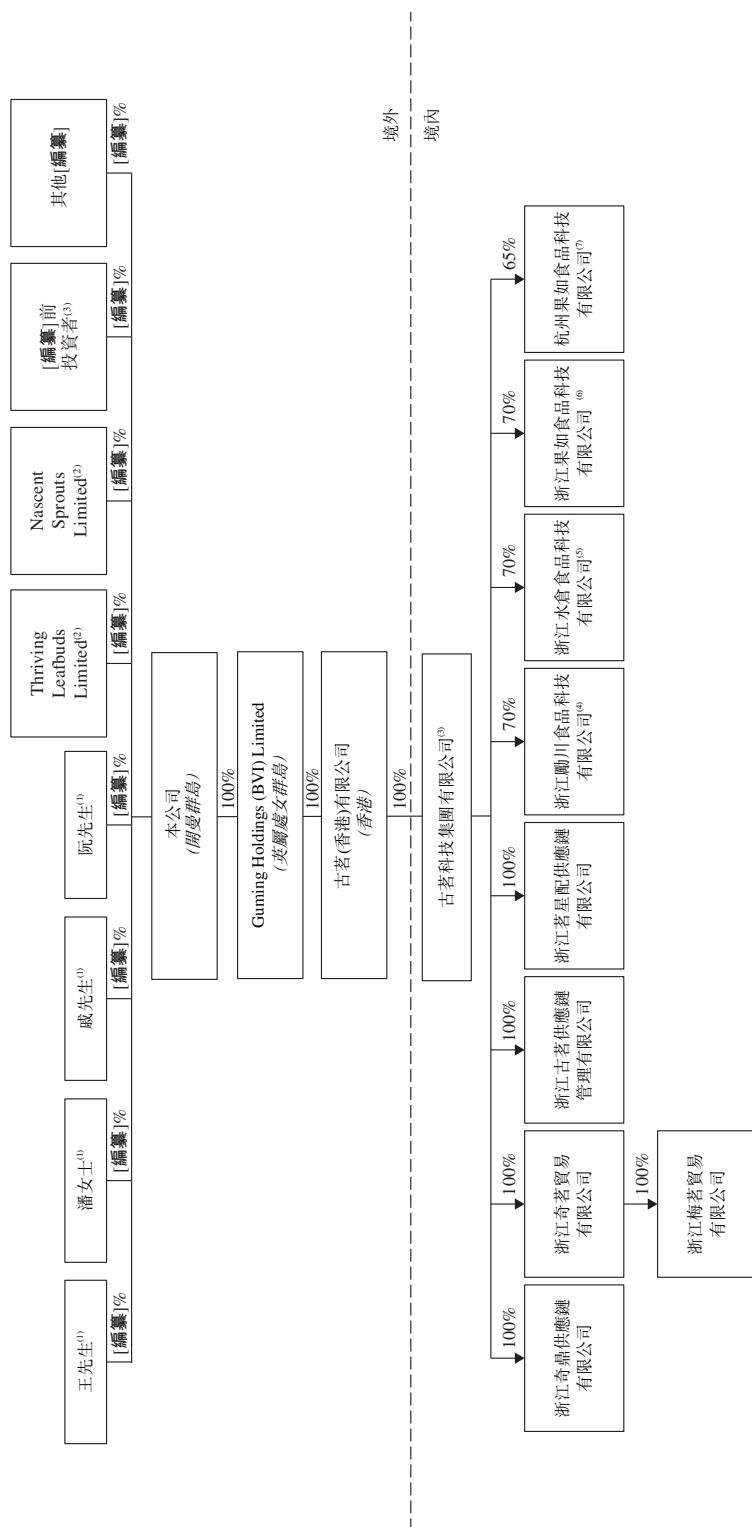 王先生(1)
潘女士(1)
戚先生(1)
阮先生(1)
Thriving
Leafbuds
Limited(2)
Nascent
Sprouts
Limited(2)
[編纂]前
投資者(3)
其他[編纂]
[編纂]%
[編纂]%
[編纂]%
[編纂]%
[編纂]%
[編纂]%
[編纂]%
[編纂]%
本公司
(開曼群島)
100%
Guming Holdings (BVI) Limited
(英屬處女群島)
100%
古茗(香港)有限公司
(香港)
100%
境外
境內
古茗科技集團有限公司(3)
100%
100%
100%
100%
70%
70%
70%
65%
浙江奇鼎供應鏈
有限公司
浙江奇茗貿易
有限公司
浙江古茗供應鏈
管理有限公司
浙江茗星配供應鏈
有限公司
浙江勵川食品科技
有限公司(4)
浙江水倉食品科技
有限公司(5)
浙江果如食品科技
有限公司(6)
杭州果如食品科技
有限公司(7)
100%
浙江梅茗貿易
有限公司